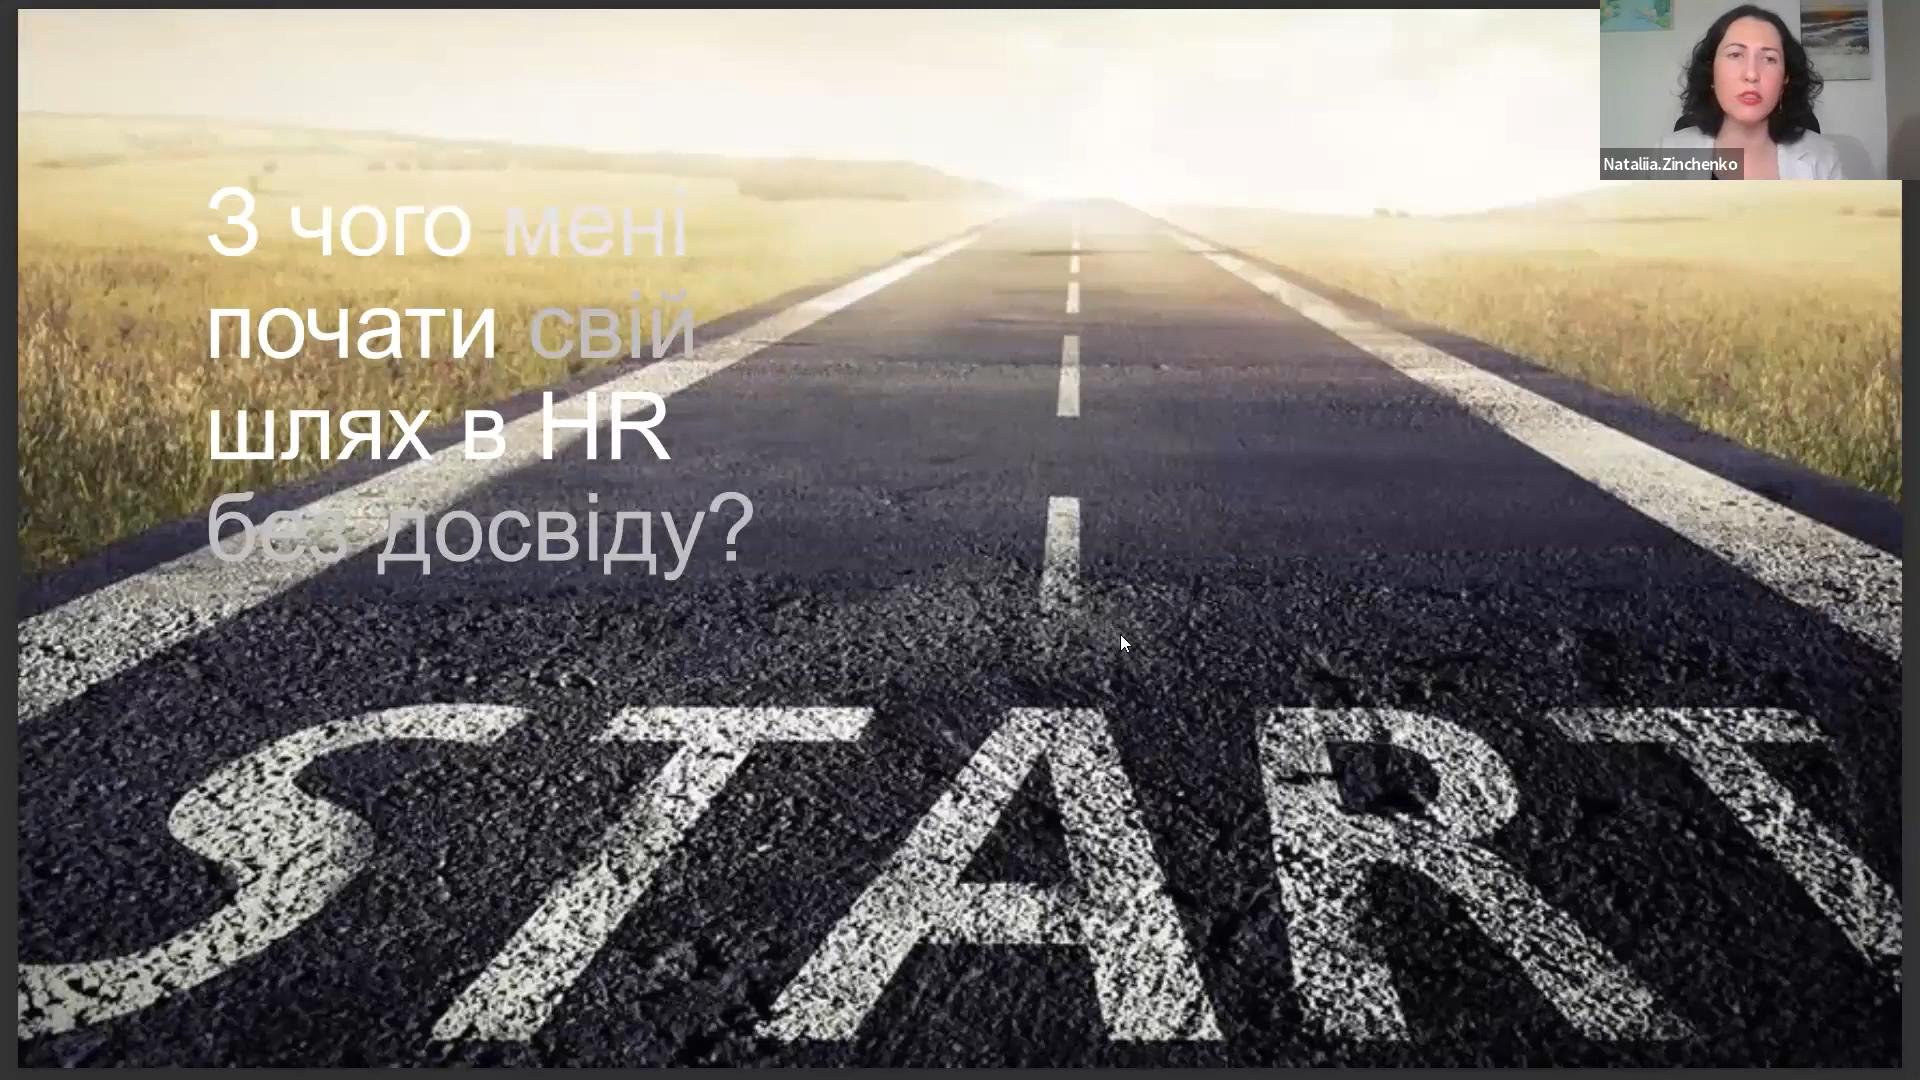 Nataliia.Zinchenko
З чого мені
почати свій
шлях в HR
без досвіду?
START